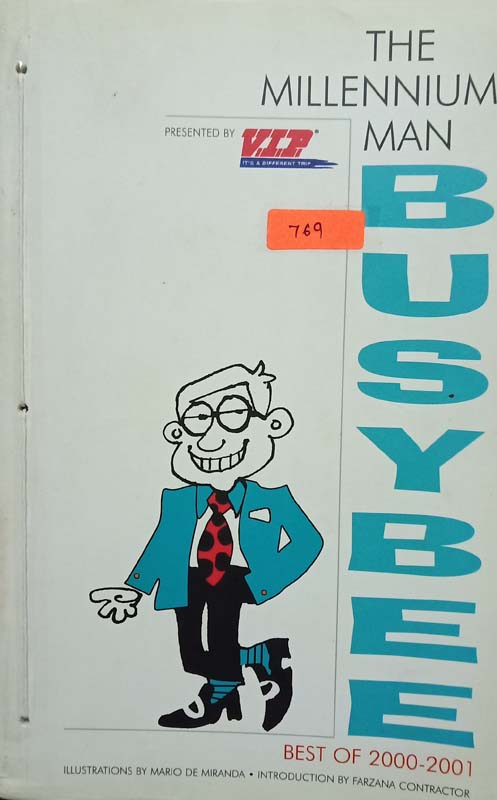 THE
MILLENNIUM
MAN
PRESENTED BY V.I.P.®
IT'S A DIFFERENT TRIP
769
BUSYBEE
BEST OF 2000-2001
ILLUSTRATIONS BY MARIO DE MIRANDA • INTRODUCTION BY FARZANA CONTRACTOR